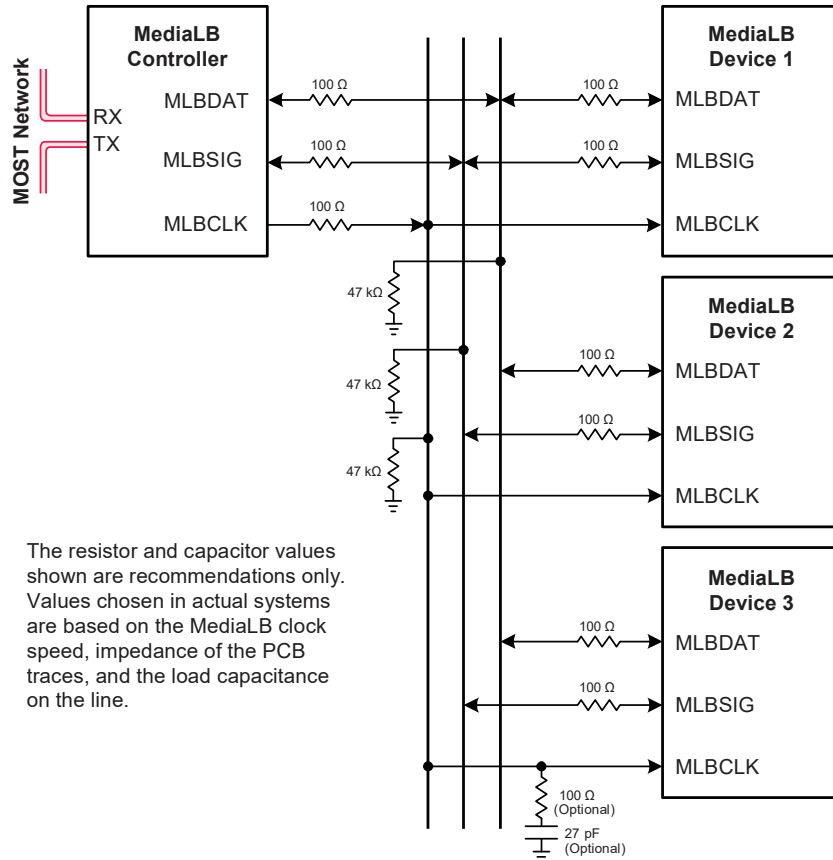 MediaLB
Controller
MOST Network
RX
TX
MLBDAT
MLBSIG
MLBCLK
100 Ω
100 Ω
100 Ω
MediaLB
Device 1
100 Ω
MLBDAT
100 Ω
MLBSIG
MLBCLK
47 kΩ
47 kΩ
47 kΩ
MediaLB
Device 2
100 Ω
MLBDAT
100 Ω
MLBSIG
MLBCLK
The resistor and capacitor values
shown are recommendations only.
Values chosen in actual systems
are based on the MediaLB clock
speed, impedance of the PCB
traces, and the load capacitance
on the line.
MediaLB
Device 3
100 Ω
MLBDAT
100 Ω
MLBSIG
MLBCLK
100 Ω
(Optional)
27 pF
(Optional)